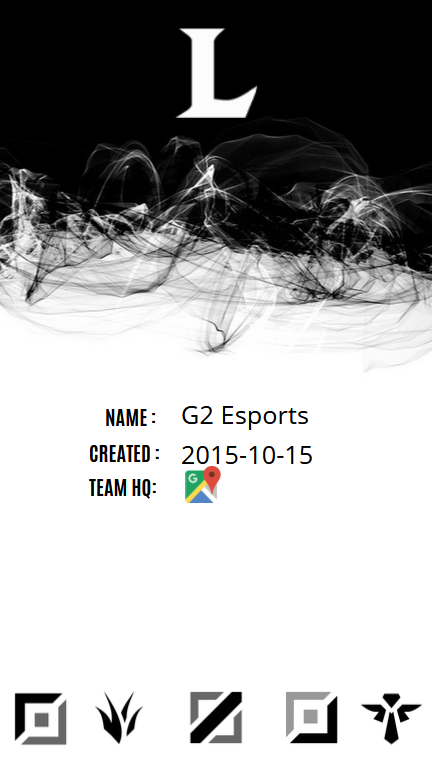 L
NAME : G2 Esports
CREATED : 2015-10-15
TEAM HQ: G